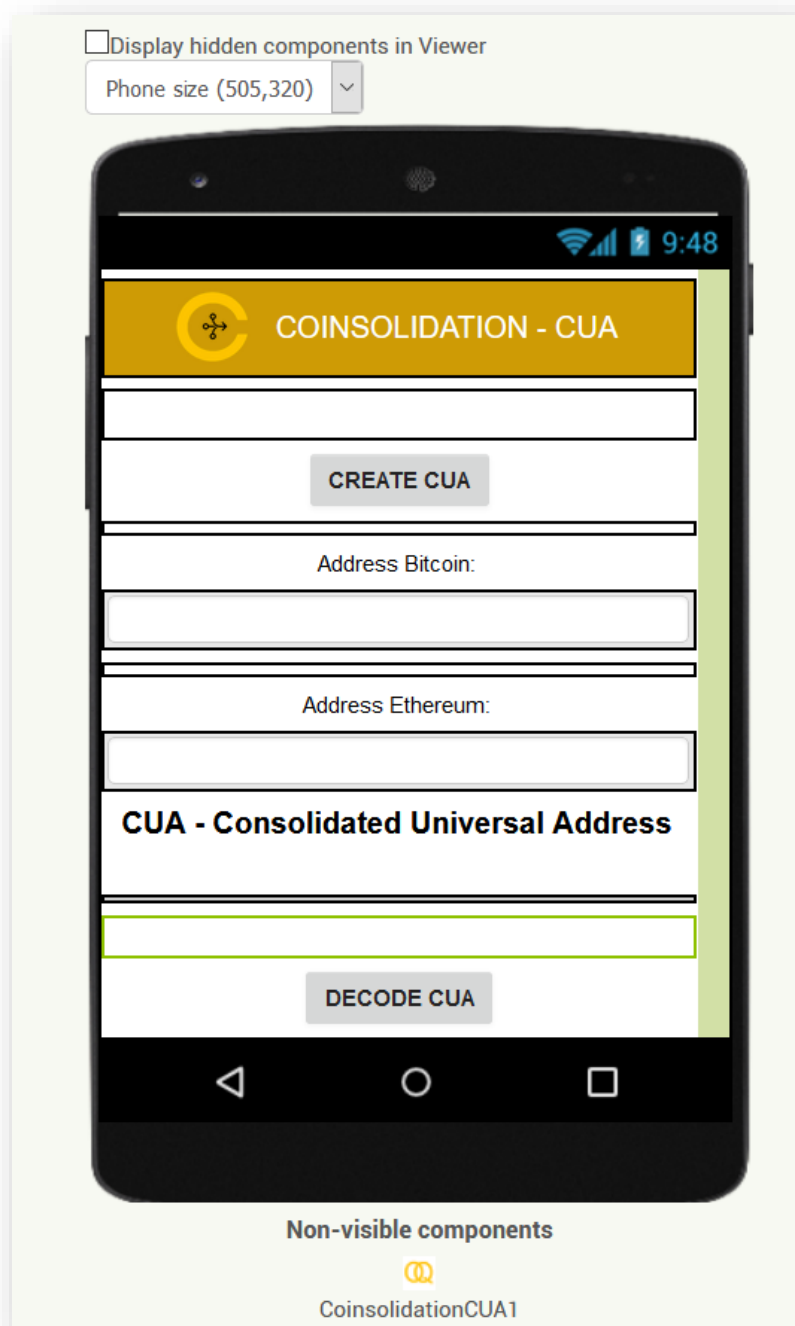 Display hidden components in Viewer
Phone size (505,320)
9:48
COINSOLIDATION - CUA
CREATE CUA
Address Bitcoin:
Address Ethereum:
CUA - Consolidated Universal Address
DECODE CUA
Non-visible components
CoinsolidationCUA1